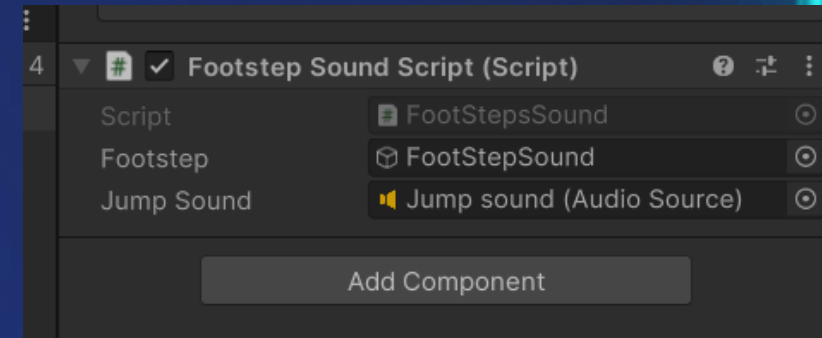 4
Footstep Sound Script (Script)
Script FootStepsSound
Footstep FootStepSound
Jump Sound Jump sound (Audio Source)
Add Component